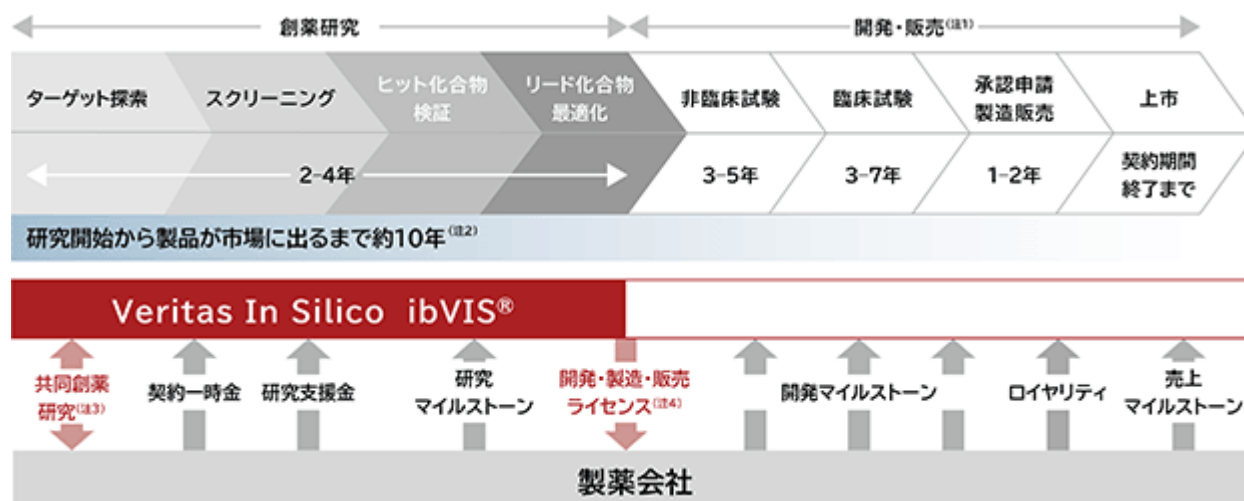 創薬研究
開発・販売(注1)
ターゲット探索
スクリーニング
ヒット化合物
検証
リード化合物
最適化
非臨床試験
臨床試験
承認申請
製造販売
上市
2-4年
3-5年
3-7年
1-2年
契約期間
終了まで
研究開始から製品が市場に出るまで約10年(注2)
Veritas In Silico ibVIS®
共同創薬
研究(注3)
契約一時金
研究支援金
研究
マイルストーン
開発・製造・販売
ライセンス(注4)
開発マイルストーン
ロイヤリティ
売上
マイルストーン
製薬会社